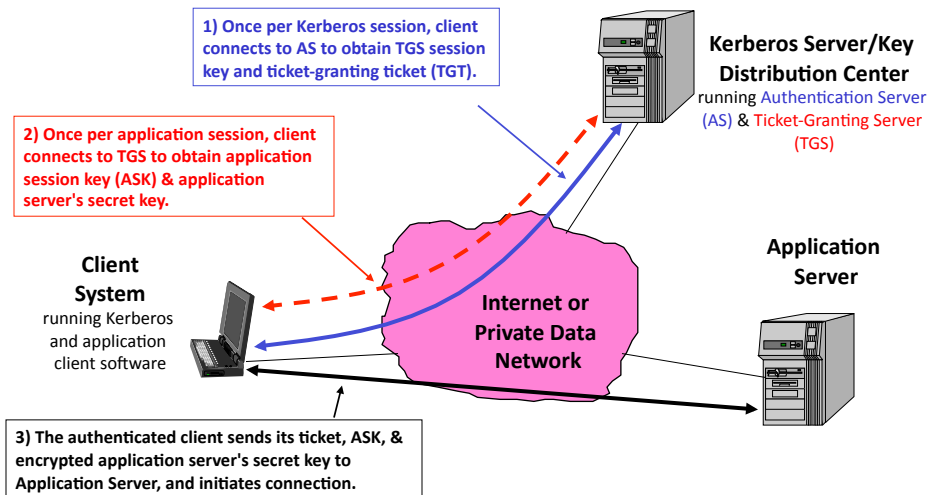 1) Once per Kerberos session, client
connects to AS to obtain TGS session
key and ticket-granting ticket (TGT).
Kerberos Server/Key
Distribution Center
running Authentication Server
(AS) & Ticket-Granting Server
(TGS)
2) Once per application session, client
connects to TGS to obtain application
session key (ASK) & application
server's secret key.
Client
System
running Kerberos
and application
client software
Internet or
Private Data
Network
Application
Server
3) The authenticated client sends its ticket, ASK, &
encrypted application server's secret key to
Application Server, and initiates connection.